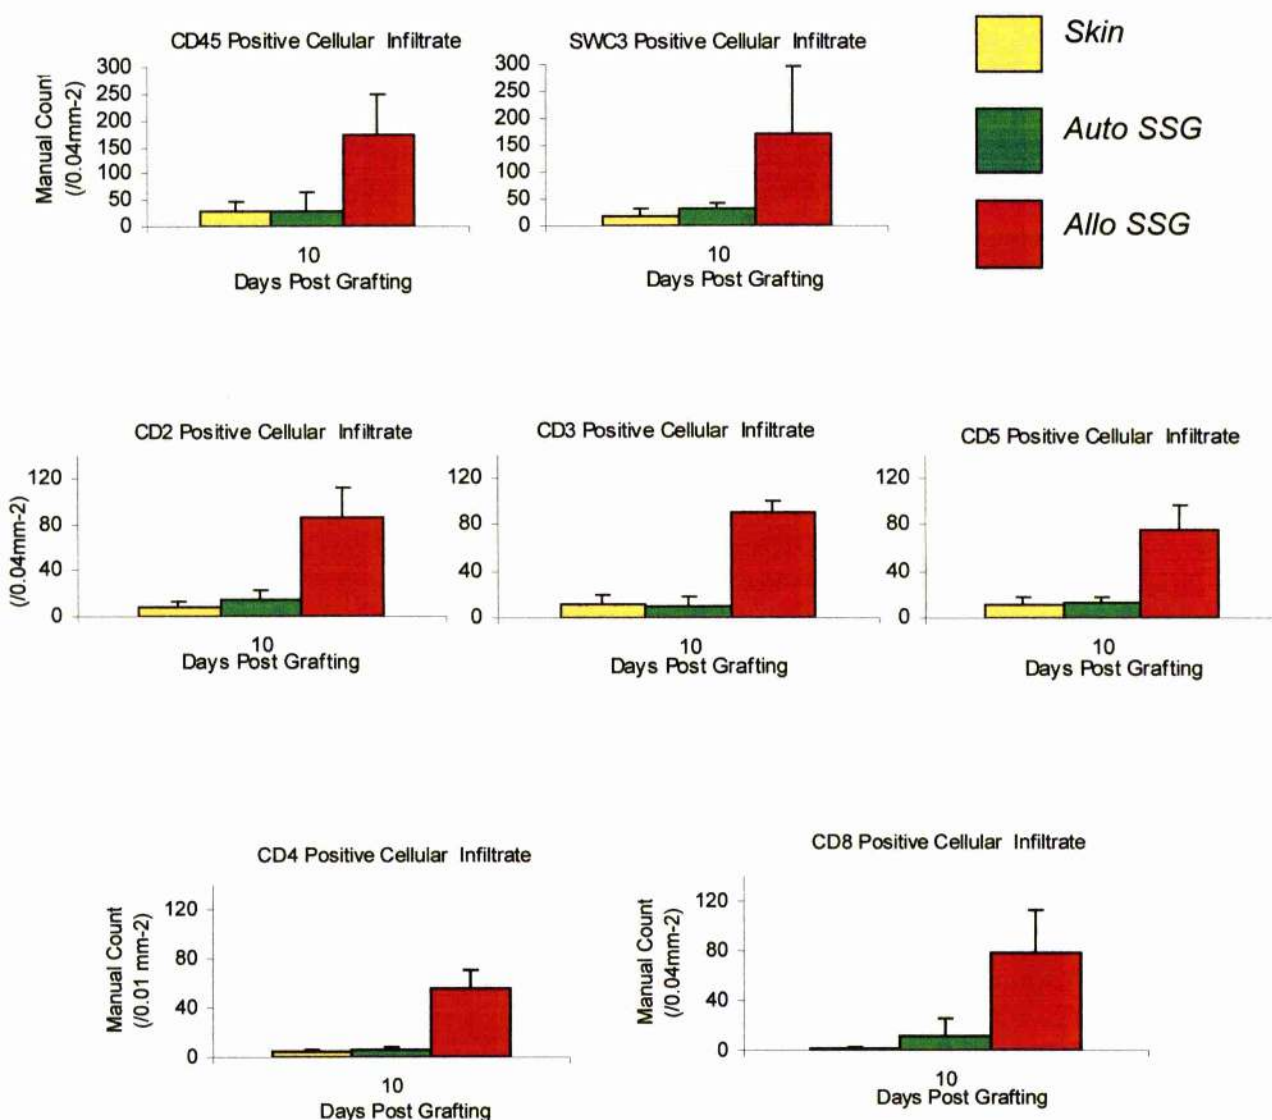 CD45 Positive Cellular Infiltrate
Manual Count
(/0.04mm-2)
300
250
200
150
100
50
0
10
Days Post Grafting
SWC3 Positive Cellular Infiltrate
300
250
200
150
100
50
0
10
Days Post Grafting
Skin
Auto SSG
Allo SSG
CD2 Positive Cellular Infiltrate
(/0.04mm-2)
120
80
40
0
10
Days Post Grafting
CD3 Positive Cellular Infiltrate
120
80
40
0
10
Days Post Grafting
CD5 Positive Cellular Infiltrate
120
80
40
0
10
Days Post Grafting
CD4 Positive Cellular Infiltrate
Manual Count
(/0.01 mm-2)
120
80
40
0
10
Days Post Grafting
CD8 Positive Cellular Infiltrate
Manual Count
(/0.04mm-2)
120
80
40
0
10
Days Post Grafting